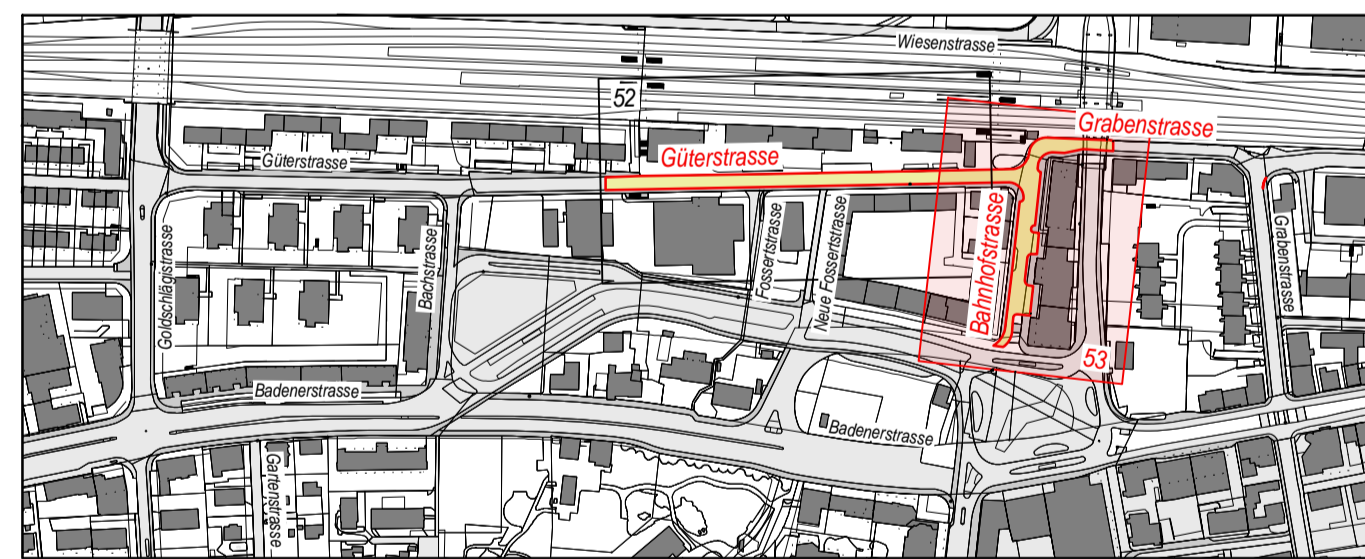 Wiesenstrasse
52
Grabenstrasse
Güterstrasse
Güterstrasse
Goldschlägistrasse
Bachstrasse
Fossertstrasse
Neue Fossertstrasse
Bahnhofstrasse
Grabenstrasse
53
Badenerstrasse
Badenerstrasse
Gartenstrasse